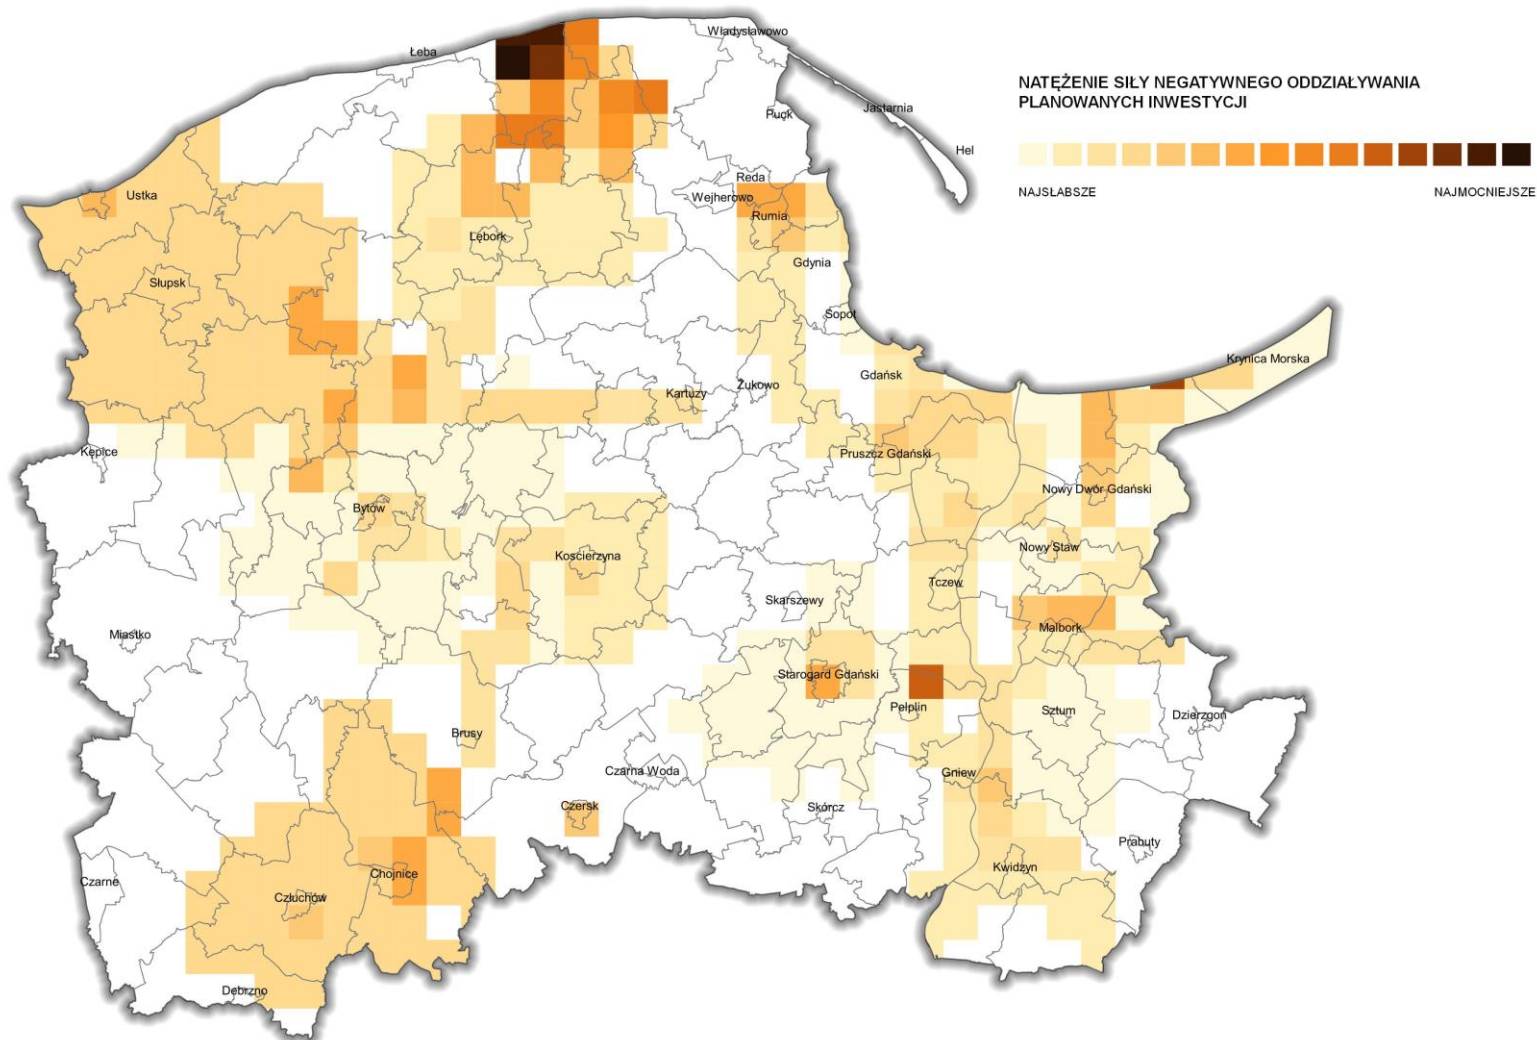 NATĘŻENIE SIŁY NEGATYWNEGO ODDZIAŁYWANIA
PLANOWANYCH INWESTYCJI
NAJSŁABSZE
NAJMOCNIEJSZE
Władysławowo
Łeba
Jastarnia
Puck
Hel
Reda
Ustka
Wejherowo
Rumia
Lębork
Gdynia
Słupsk
Sopot
Krynica Morska
Gdańsk
Żukowo
Kartuzy
Kępice
Pruszcz Gdański
Nowy Dwór Gdański
Bytów
Nowy Staw
Koscierzyna
Tczew
Skarszewy
Malbork
Miastko
Starogard Gdański
Pelplin
Sztum
Dzierzgoń
Brusy
Czarna Woda
Gniew
Czersk
Skórcz
Prabuty
Kwidzyn
Chojnice
Czarne
Człuchów
Debrzno